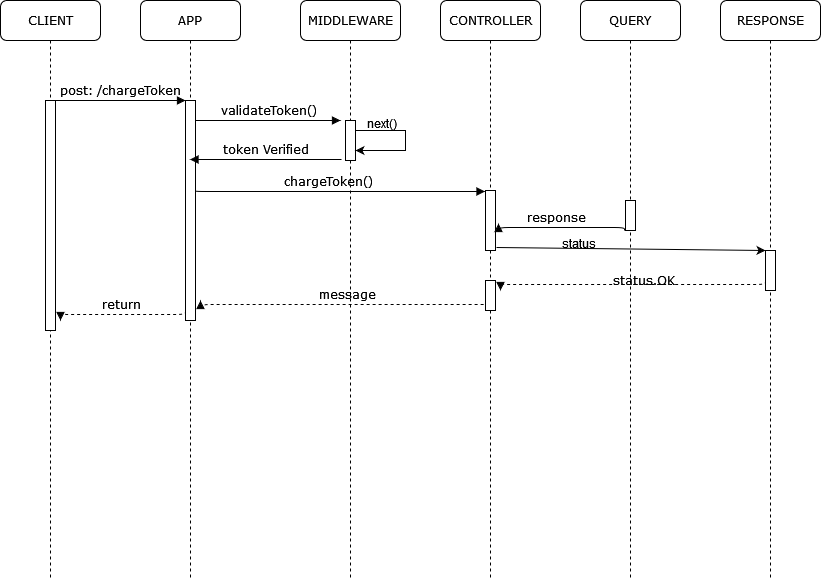 CLIENT
APP
MIDDLEWARE
CONTROLLER
QUERY
RESPONSE
post: /chargeToken
validateToken()
next()
token Verified
chargeToken()
response
status
status.OK
message
return